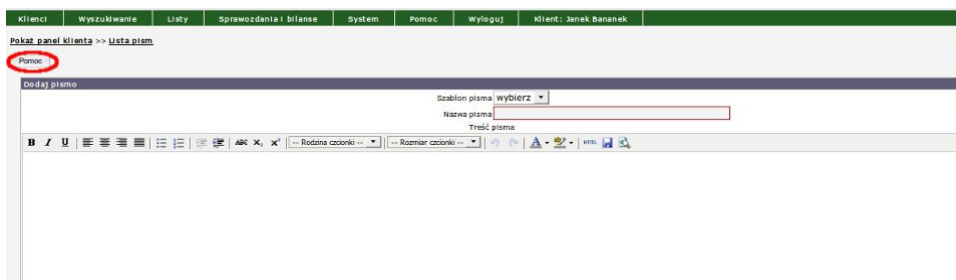 Klienci Wyszukiwanie Listy Sprawozdania i bilanse System Pomoc Wyloguj Klient: Janek Bananek
Pokaż panel klienta >> Lista pism
Pomoc
Dodaj pismo
Szablon pisma wybierz
Nazwa pisma
Treść pisma
B I U ABC x, x' -- Rodzina czcionki -- -- Rozmiar czcionki -- A HTML